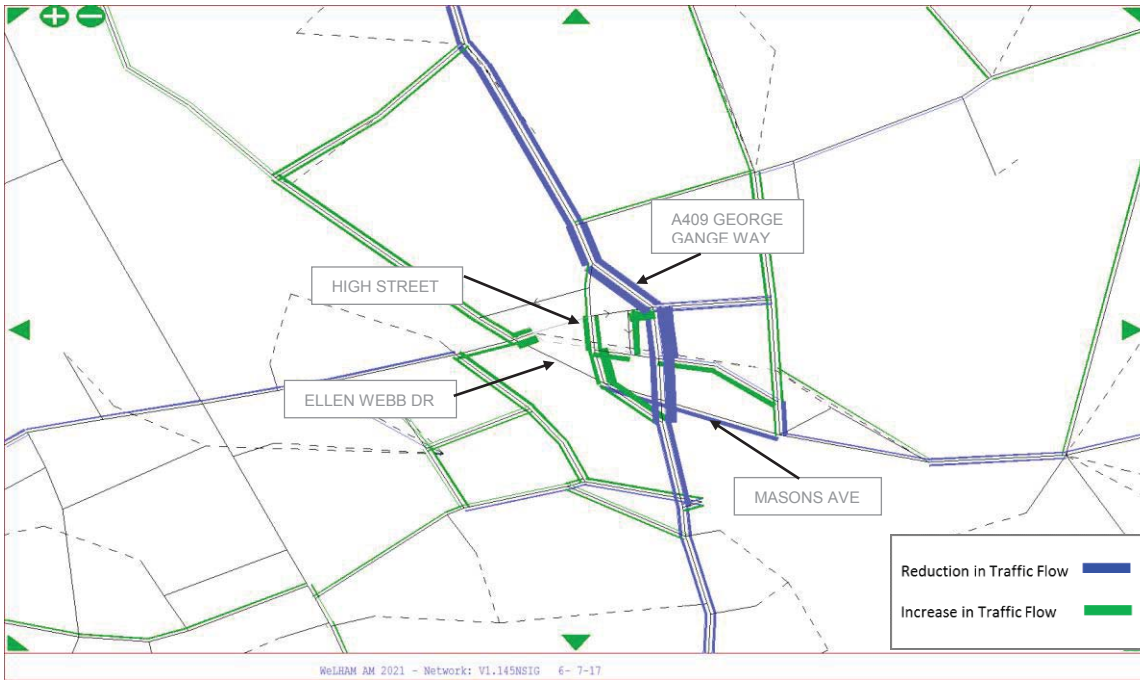 A409 GEORGE
GANGE WAY
HIGH STREET
ELLEN WEBB DR
MASONS AVE
Reduction in Traffic Flow
Increase in Traffic Flow
WeLHAM AM 2021 - Network: V1.145NSIG 6- 7-17